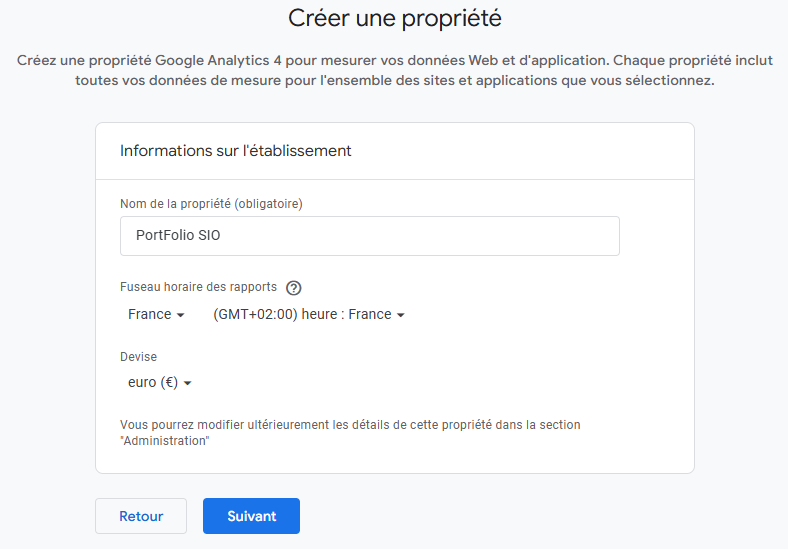 Créer une propriété
Créez une propriété Google Analytics 4 pour mesurer vos données Web et d'application. Chaque propriété inclut
toutes vos données de mesure pour l'ensemble des sites et applications que vous sélectionnez.
Informations sur l'établissement
Nom de la propriété (obligatoire)
PortFolio SIO
Fuseau horaire des rapports ?
France (GMT+02:00) heure : France
Devise
euro (€)
Vous pourrez modifier ultérieurement les détails de cette propriété dans la section
"Administration"
Retour Suivant